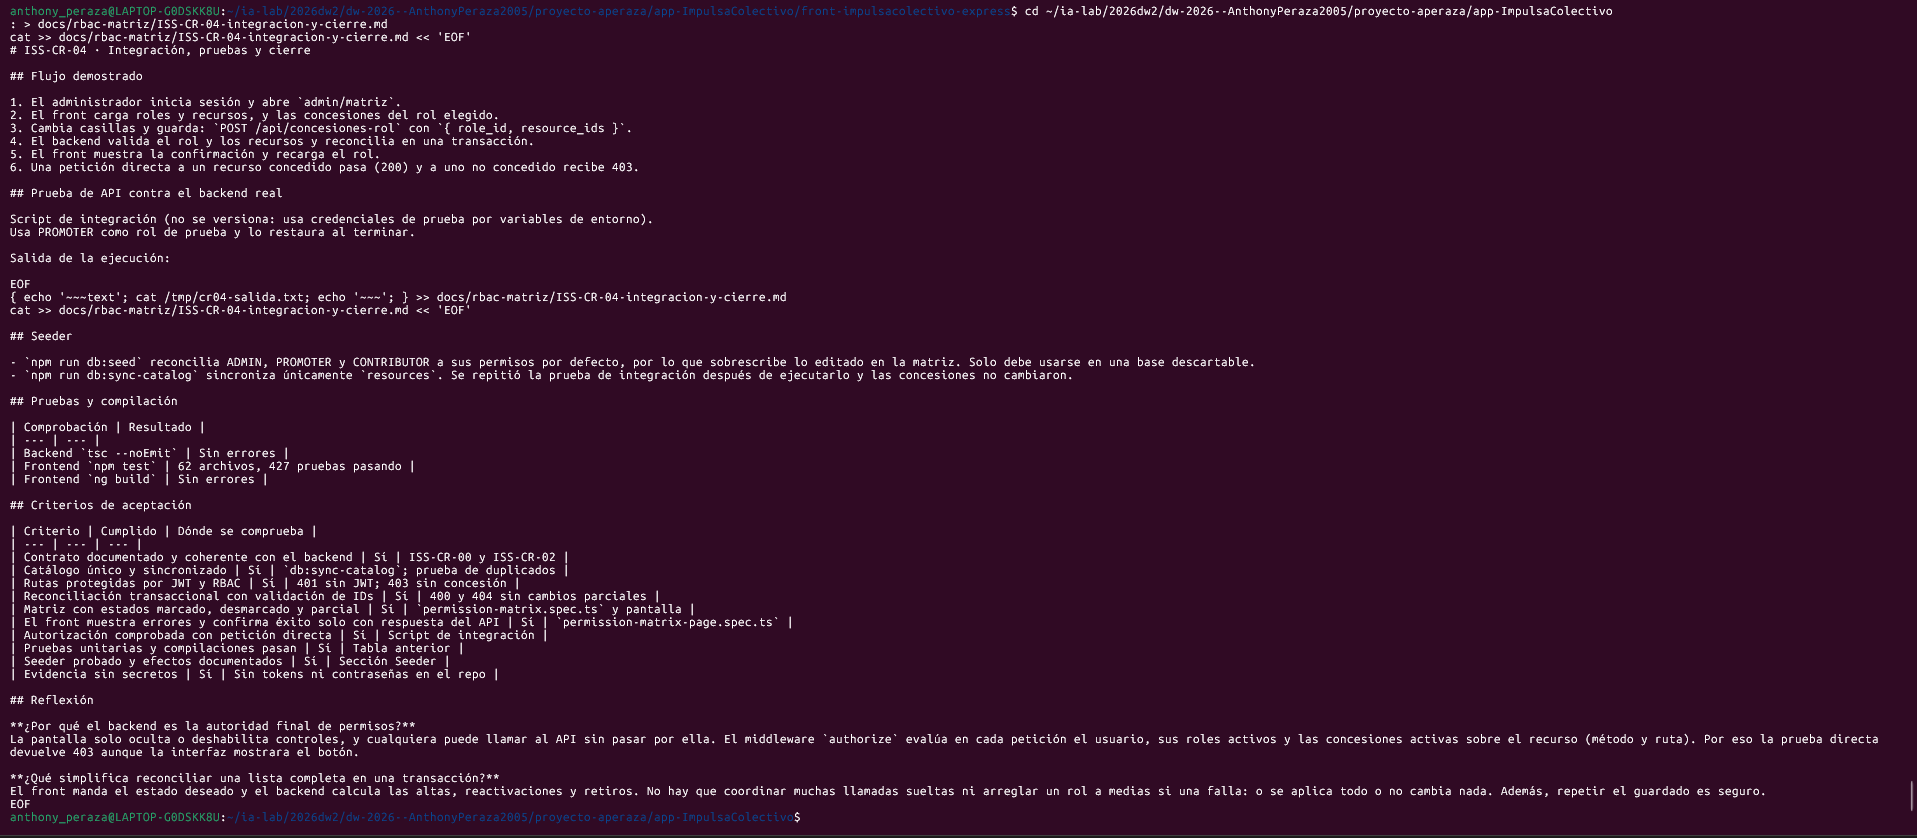 anthony_peraza@LAPTOP-G0DSKK8U:~/ia-lab/2026dw2/dw-2026--AnthonyPeraza2005/proyecto-aperaza/app-ImpulsaColectivo/front-impulsacolectivo-express$ cd ~/ia-lab/2026dw2/dw-2026--AnthonyPeraza2005/proyecto-aperaza/app-ImpulsaColectivo
: > docs/rbac-matriz/ISS-CR-04-integracion-y-cierre.md
cat >> docs/rbac-matriz/ISS-CR-04-integracion-y-cierre.md << 'EOF'
# ISS-CR-04 · Integración, pruebas y cierre

## Flujo demostrado

1. El administrador inicia sesión y abre `admin/matriz`.
2. El front carga roles y recursos, y las concesiones del rol elegido.
3. Cambia casillas y guarda: `POST /api/concesiones-rol` con `{ role_id, resource_ids }`.
4. El backend valida el rol y los recursos y reconcilia en una transacción.
5. El front muestra la confirmación y recarga el rol.
6. Una petición directa a un recurso concedido pasa (200) y a uno no concedido recibe 403.

## Prueba de API contra el backend real

Script de integración (no se versiona: usa credenciales de prueba por variables de entorno).
Usa PROMOTER como rol de prueba y lo restaura al terminar.

Salida de la ejecución:

EOF
{ echo '~~~text'; cat /tmp/cr04-salida.txt; echo '~~~'; } >> docs/rbac-matriz/ISS-CR-04-integracion-y-cierre.md
cat >> docs/rbac-matriz/ISS-CR-04-integracion-y-cierre.md << 'EOF'

## Seeder

- `npm run db:seed` reconcilia ADMIN, PROMOTER y CONTRIBUTOR a sus permisos por defecto, por lo que sobrescribe lo editado en la matriz. Solo debe usarse en una base descartable.
- `npm run db:sync-catalog` sincroniza únicamente `resources`. Se repitió la prueba de integración después de ejecutarlo y las concesiones no cambiaron.

## Pruebas y compilación

| Comprobación | Resultado |
| --- | --- |
| Backend `tsc --noEmit` | Sin errores |
| Frontend `npm test` | 62 archivos, 427 pruebas pasando |
| Frontend `ng build` | Sin errores |

## Criterios de aceptación

| Criterio | Cumplido | Dónde se comprueba |
| --- | --- | --- |
| Contrato documentado y coherente con el backend | Sí | ISS-CR-00 y ISS-CR-02 |
| Catálogo único y sincronizado | Sí | `db:sync-catalog`; prueba de duplicados |
| Rutas protegidas por JWT y RBAC | Sí | 401 sin JWT; 403 sin concesión |
| Reconciliación transaccional con validación de IDs | Sí | 400 y 404 sin cambios parciales |
| Matriz con estados marcado, desmarcado y parcial | Sí | `permission-matrix.spec.ts` y pantalla |
| El front muestra errores y confirma éxito solo con respuesta del API | Sí | `permission-matrix-page.spec.ts` |
| Autorización comprobada con petición directa | Sí | Script de integración |
| Pruebas unitarias y compilaciones pasan | Sí | Tabla anterior |
| Seeder probado y efectos documentados | Sí | Sección Seeder |
| Evidencia sin secretos | Sí | Sin tokens ni contraseñas en el repo |

## Reflexión

**¿Por qué el backend es la autoridad final de permisos?**
La pantalla solo oculta o deshabilita controles, y cualquiera puede llamar al API sin pasar por ella. El middleware `authorize` evalúa en cada petición el usuario, sus roles activos y las concesiones activas sobre el recurso (método y ruta). Por eso la prueba directa
devuelve 403 aunque la interfaz mostrara el botón.

**¿Qué simplifica reconciliar una lista completa en una transacción?**
El front manda el estado deseado y el backend calcula las altas, reactivaciones y retiros. No hay que coordinar muchas llamadas sueltas ni arreglar un rol a medias si una falla: o se aplica todo o no cambia nada. Además, repetir el guardado es seguro.
EOF
anthony_peraza@LAPTOP-G0DSKK8U:~/ia-lab/2026dw2/dw-2026--AnthonyPeraza2005/proyecto-aperaza/app-ImpulsaColectivo$